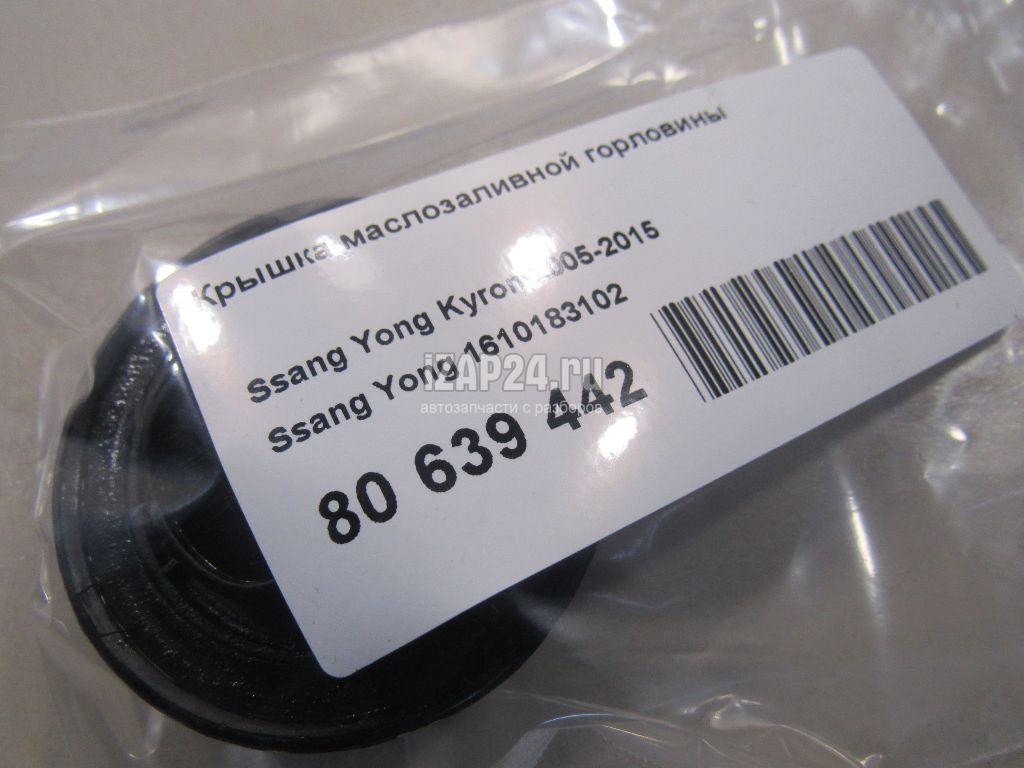 Крышка маслозаливной горловины
Ssang Yong Kyron 2005-2015
Ssang Yong 1610183102
iZAP24.ru
автозапчасти с разборов
80 639 442